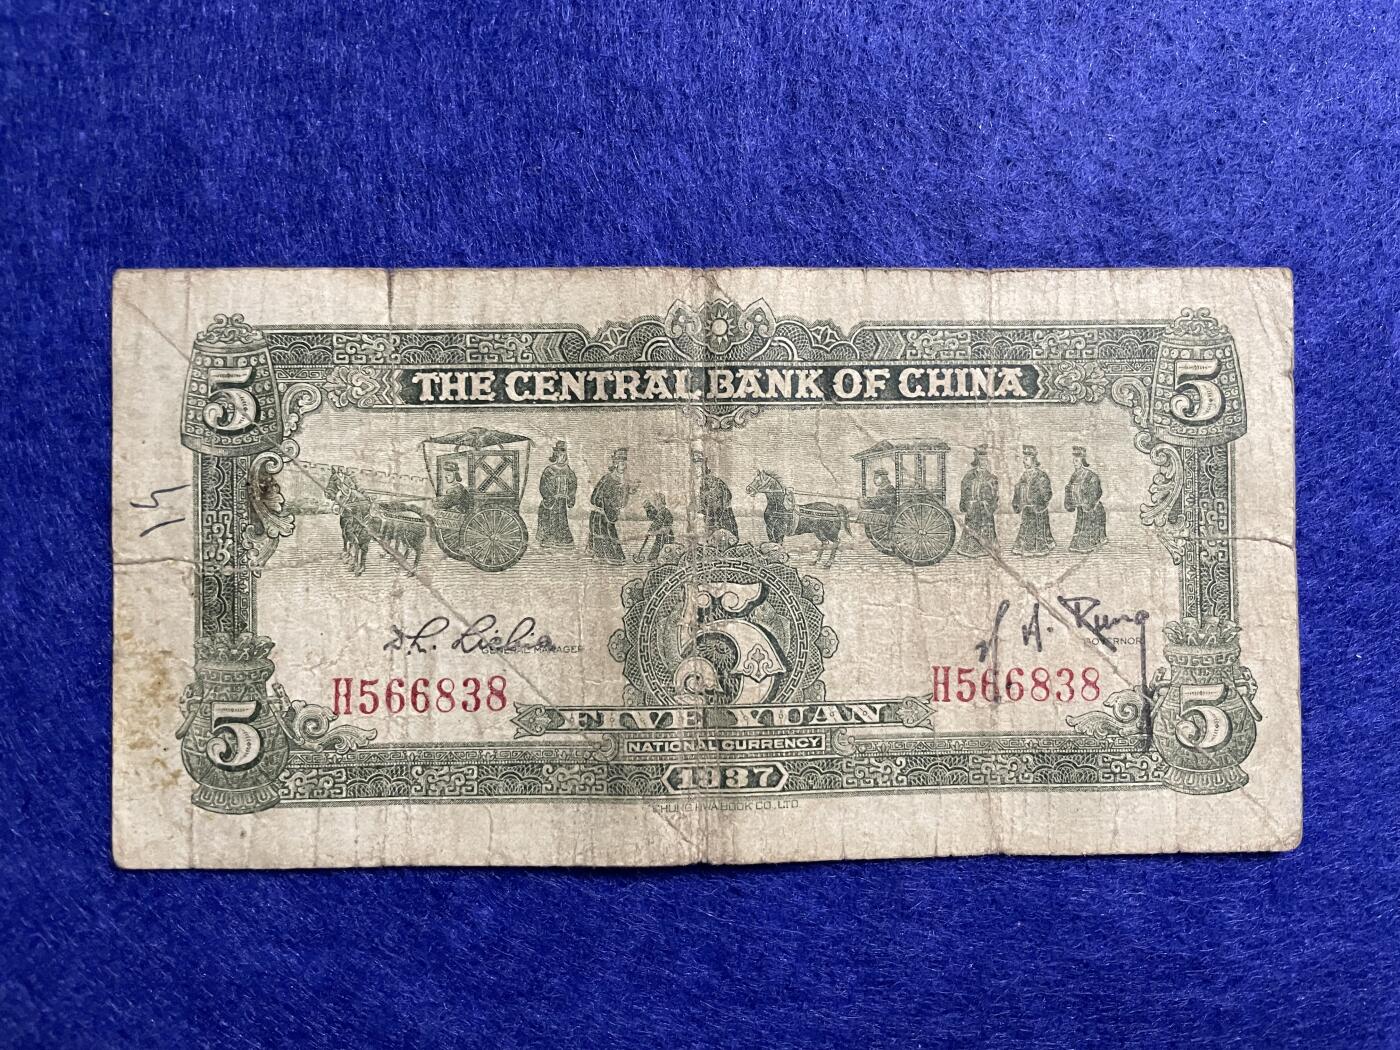 5 5
THE CENTRAL BANK OF CHINA
GENERAL MANAGER
GOVERNOR
H566838 5 H566838
5 FIVE YUAN 5
NATIONAL CURRENCY
1937
CHUNG HWA BOOK CO., LTD